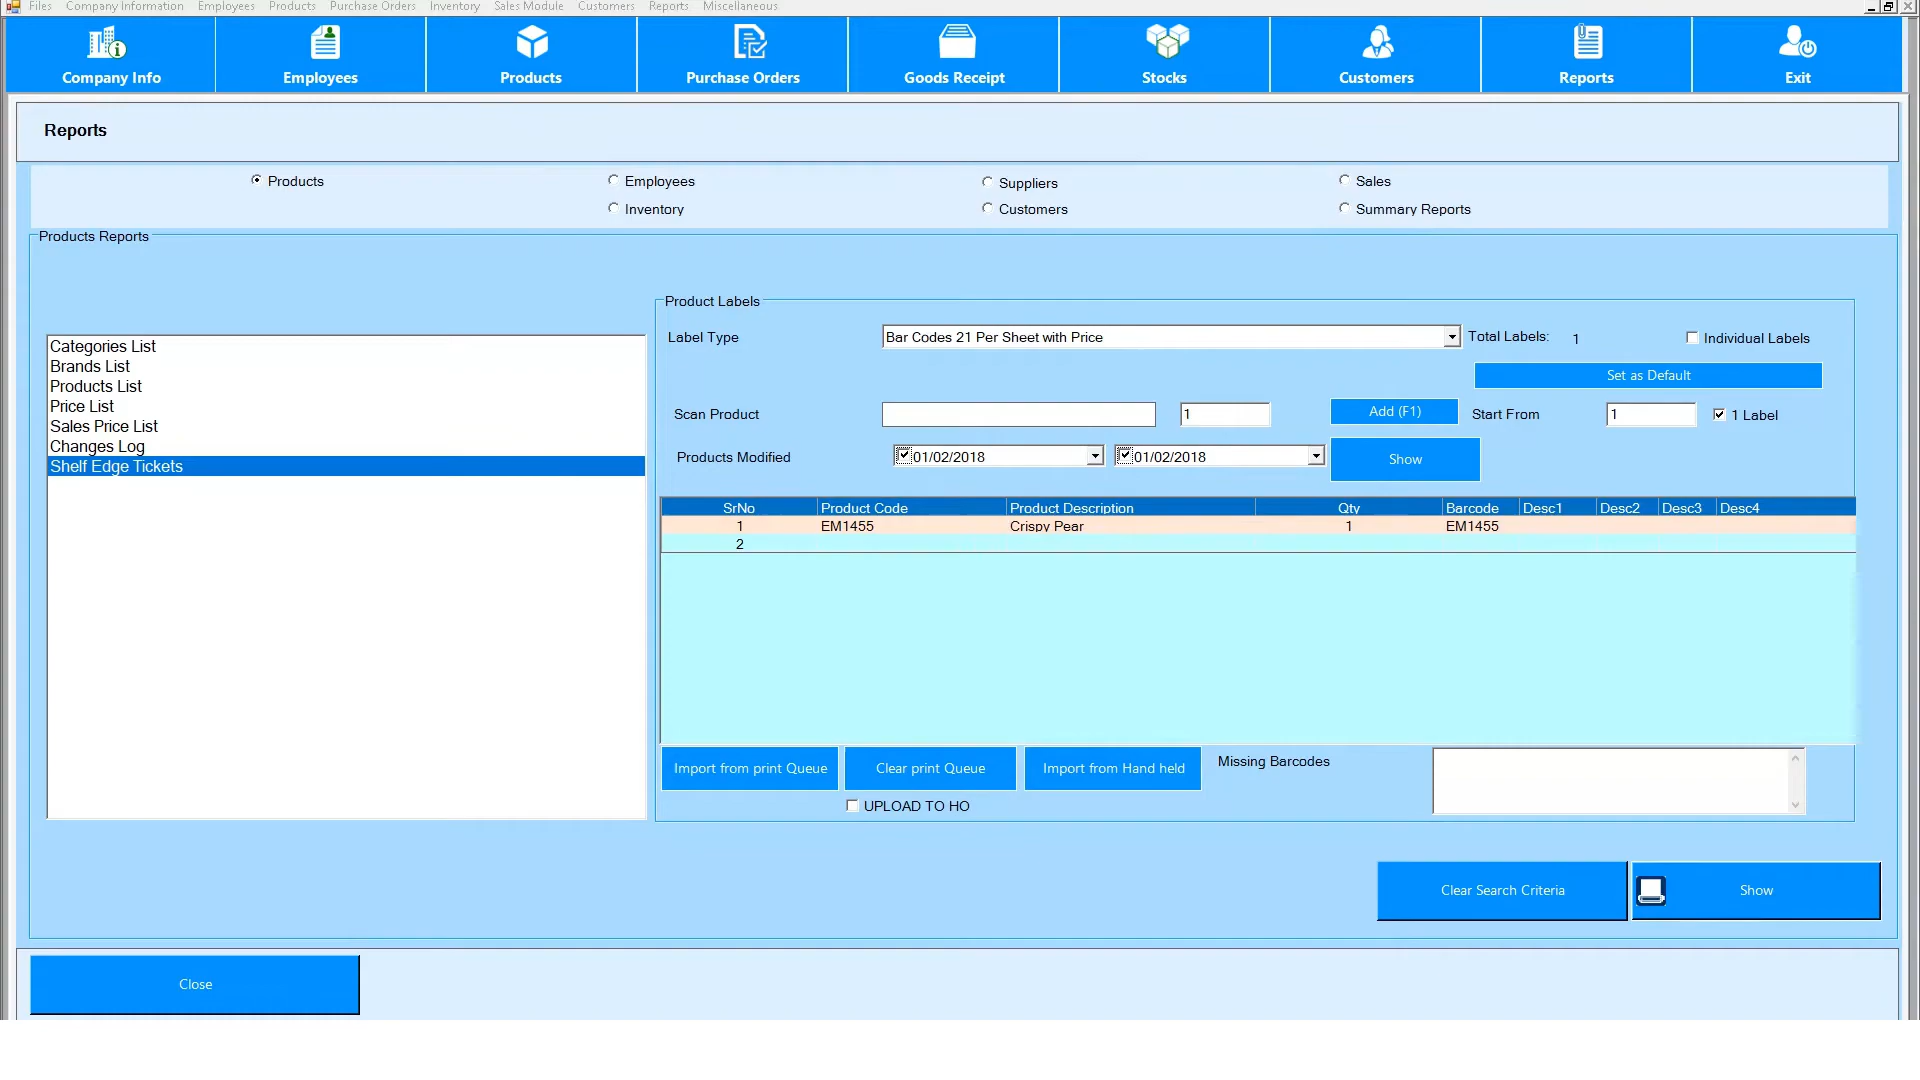 Files Company Information Employees Products Purchase Orders Inventory Sales Module Customers Reports Miscellaneous
Company Info Employees Products Purchase Orders Goods Receipt Stocks Customers Reports Exit
Reports
Products Employees Suppliers Sales
Inventory Customers Summary Reports
Products Reports
Product Labels
Categories List
Brands List
Products List
Price List
Sales Price List
Changes Log
Shelf Edge Tickets
Label Type Bar Codes 21 Per Sheet with Price Total Labels: 1 Individual Labels
Set as Default
Scan Product 1 Add (F1) Start From 1 1 Label
Products Modified 01/02/2018 01/02/2018 Show
SrNo Product Code Product Description Qty Barcode Desc1 Desc2 Desc3 Desc4
1 EM1455 Crispy Pear 1 EM1455
2
Import from print Queue Clear print Queue Import from Hand held Missing Barcodes
UPLOAD TO HO
Clear Search Criteria Show
Close